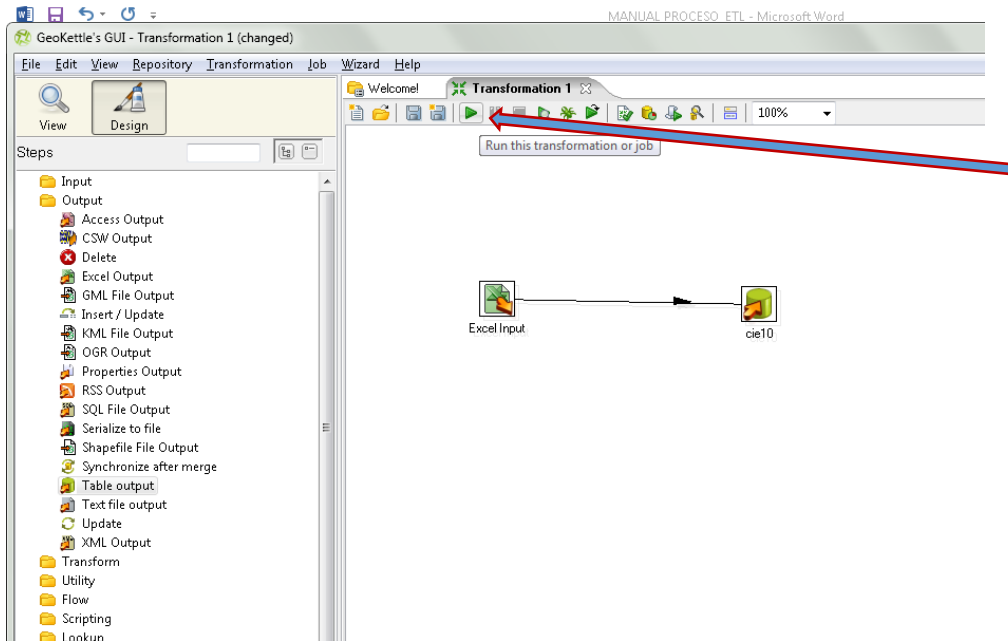 MANUAL PROCESO ETL - Microsoft Word
GeoKettle's GUI - Transformation 1 (changed)
File Edit View Repository Transformation Job Wizard Help
View
Design
Welcome!
Transformation 1
100%
Run this transformation or job
Steps
Input
Output
Access Output
CSW Output
Delete
Excel Output
GML File Output
Insert / Update
KML File Output
OGR Output
Properties Output
RSS Output
SQL File Output
Serialize to file
Shapefile File Output
Synchronize after merge
Table output
Text file output
Update
XML Output
Transform
Utility
Flow
Scripting
Lookup
Excel Input
cie10